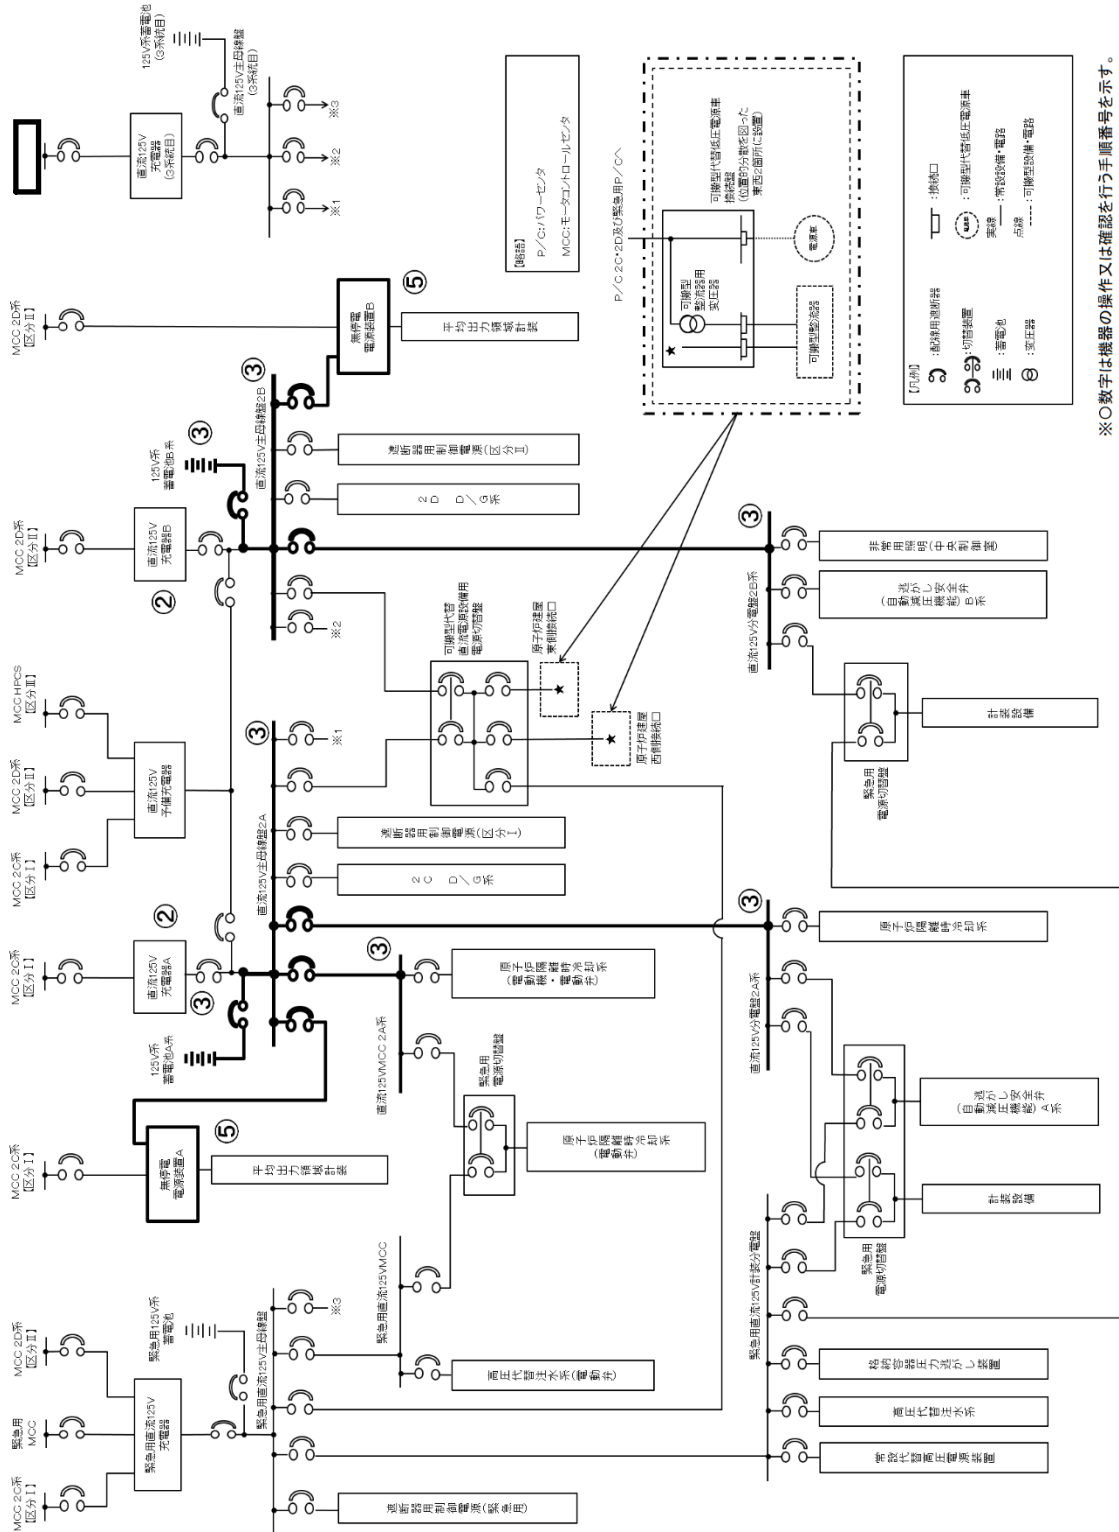 MCC 2C系
【区分Ⅰ】
緊急用
MCC
MCC 2D系
【区分Ⅱ】
緊急用直流125V
充電器
緊急用125V系
蓄電池
緊急用直流125V主母線盤
遮断器用制御電源(緊急用)
※3
緊急用直流125VMCC
高圧代替注水系(電動弁)
緊急用直流125V計装分電盤
常設代替高圧電源装置
高圧代替注水系
格納容器圧力逃がし装置
MCC 2C系
【区分Ⅰ】
無停電
電源装置A
⑤
平均出力領域計装
MCC 2C系
【区分Ⅰ】
直流125V
充電器A
②
③
125V系
蓄電池A系
直流125V主母線盤2A
③
2C D/G系
遮断器用制御電源(区分Ⅰ)
※1
直流125VMCC 2A系
③
原子炉隔離時冷却系
(電動機・電動弁)
緊急用
電源切替盤
原子炉隔離時冷却系
(電動弁)
直流125V分電盤2A系
③
原子炉隔離時冷却系
緊急用
電源切替盤
計装設備
逃がし安全弁
(自動減圧機能)A系
MCC 2C系
【区分Ⅰ】
MCC 2D系
【区分Ⅱ】
MCC HPCS
【区分Ⅲ】
直流125V
予備充電器
MCC 2D系
【区分Ⅱ】
直流125V
充電器B
②
125V系
蓄電池B系
③
直流125V主母線盤2B
③
※2
2D D/G系
遮断器用制御電源(区分Ⅱ)
可搬型代替
直流電源設備用
電源切替盤
原子炉建屋
西側接続口
原子炉建屋
東側接続口
★
★
直流125V分電盤2B系
③
逃がし安全弁
(自動減圧機能)B系
非常用照明(中央制御室)
緊急用
電源切替盤
計装設備
MCC 2D系
【区分Ⅱ】
無停電
電源装置B
⑤
平均出力領域計装
直流125V
充電器
(3系統目)
125V系蓄電池
(3系統目)
直流125V主母線盤
(3系統目)
※1
※2
※3
【略語】
P/C:パワーセンタ
MCC:モータコントロールセンタ
P/C 2C・2D及び緊急用P/Cへ
★
可搬型
整流器用
変圧器
可搬型整流器
電源車
可搬型代替低圧電源車
接続盤
(位置的分散を図った
東西2箇所に設置)
【凡例】
:配線用遮断器
:切替装置
:蓄電池
:変圧器
:接続口
電源車
:可搬型代替低圧電源車
実線
:常設設備・電路
点線
:可搬型設備・電路
※○数字は機器の操作又は確認を行う手順番号を示す。